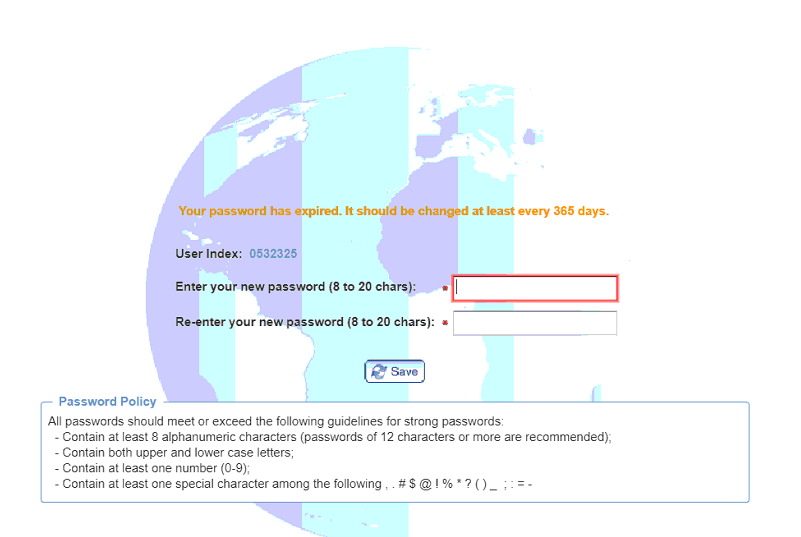 Your password has expired. It should be changed at least every 365 days.
User Index: 0532325
Enter your new password (8 to 20 chars): *
Re-enter your new password (8 to 20 chars): *
Save
Password Policy
All passwords should meet or exceed the following guidelines for strong passwords:
- Contain at least 8 alphanumeric characters (passwords of 12 characters or more are recommended);
- Contain both upper and lower case letters;
- Contain at least one number (0-9);
- Contain at least one special character among the following , . # $ @ ! % * ? ( ) _ ; : = -